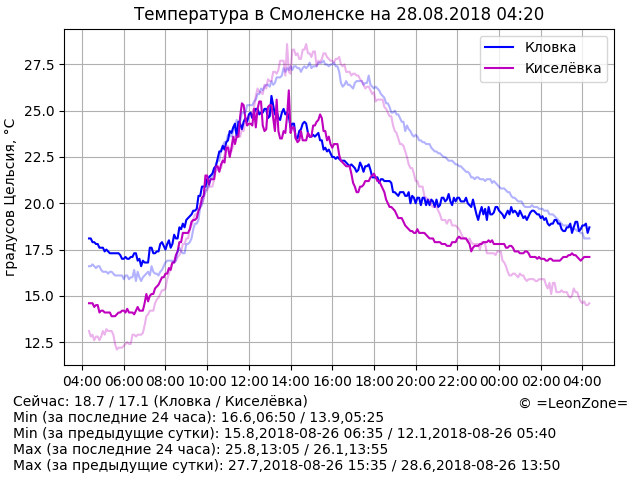 Температура в Смоленске на 28.08.2018 04:20
градусов Цельсия, °C
27.5
25.0
22.5
20.0
17.5
15.0
12.5
Кловка
Киселёвка
04:00 06:00 08:00 10:00 12:00 14:00 16:00 18:00 20:00 22:00 00:00 02:00 04:00
Сейчас: 18.7 / 17.1 (Кловка / Киселёвка)
© =LeonZone=
Min (за последние 24 часа): 16.6,06:50 / 13.9,05:25
Min (за предыдущие сутки): 15.8,2018-08-26 06:35 / 12.1,2018-08-26 05:40
Max (за последние 24 часа): 25.8,13:05 / 26.1,13:55
Max (за предыдущие сутки): 27.7,2018-08-26 15:35 / 28.6,2018-08-26 13:50